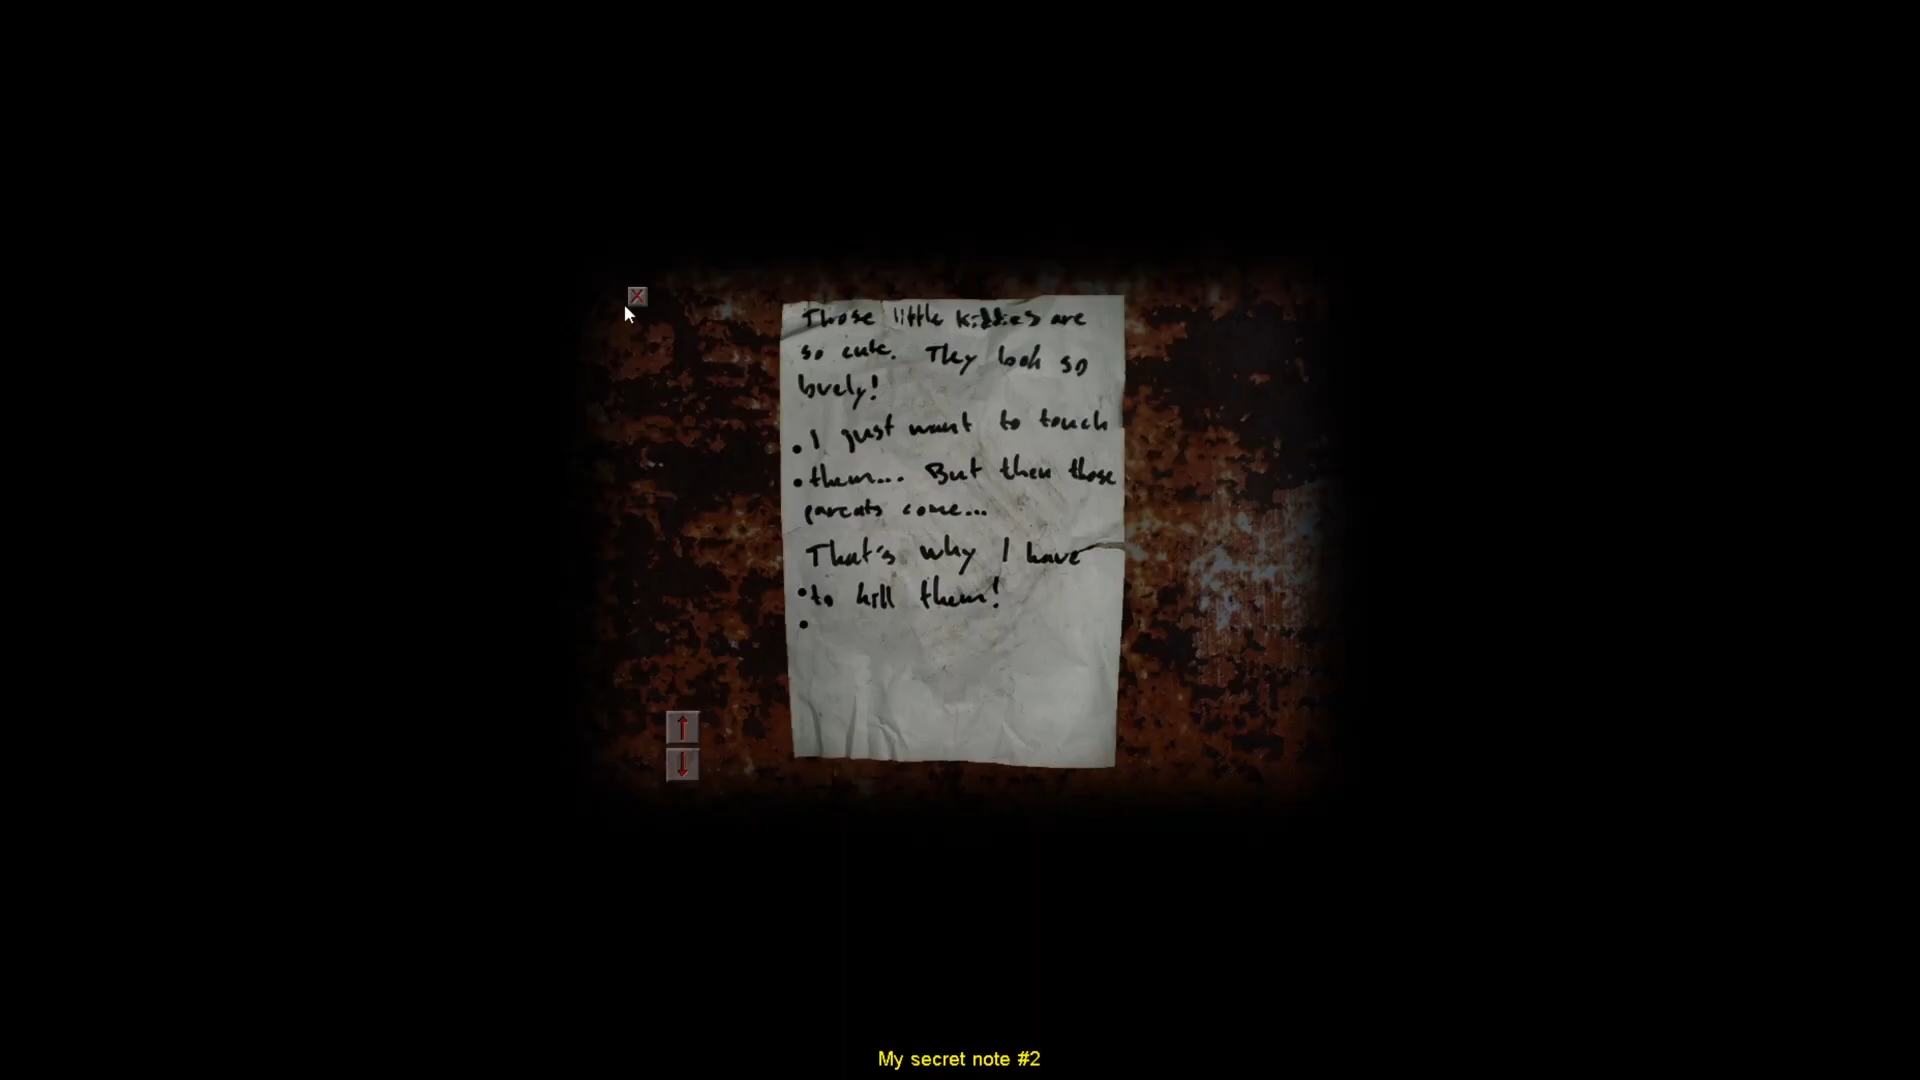 Those little kiddies are
so cute. They look so
lovely!
I just want to touch
them... But then those
parents come...
That's why I have
to kill them!
My secret note #2